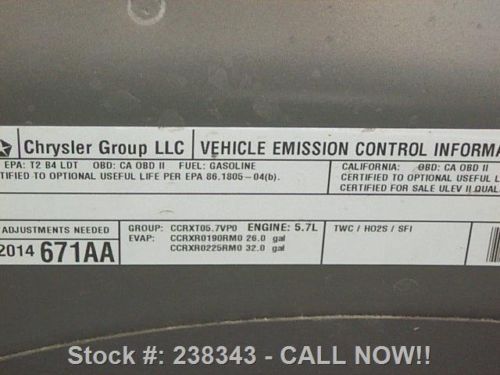 Chrysler Group LLC
VEHICLE EMISSION CONTROL
EPA: T2 B4 LDT OBD: CA OBD II FUEL: GASOLINE
TO OPTIONAL USEFUL LIFE PER EPA 86.1805-04(b).
CALIFORNIA: OBD: CA OBD II
CERTIFIED TO OPTIONAL USEFUL
CERTIFIED FOR SALE ULEV II
ADJUSTMENTS NEEDED
2014 671AA
GROUP: CCRXT05.7VP0 ENGINE: 5.7L
EVAP: CCRXR0190RM0 26.0 gal
CCRXR0225RM0 32.0 gal
TWC / HO2S / SFI
Stock #: 238343 - CALL NOW!!